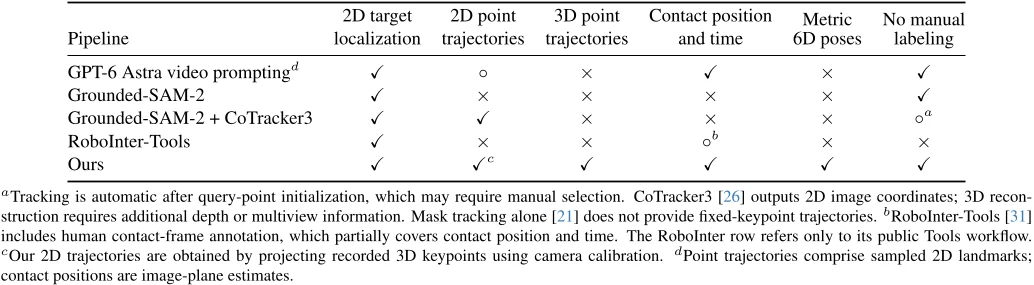 Pipeline 2D target localization 2D point trajectories 3D point trajectories Contact position and time Metric 6D poses No manual labeling
GPT-6 Astra video prompting^d ✓ ○ × ✓ × ✓
Grounded-SAM-2 ✓ × × × × ✓
Grounded-SAM-2 + CoTracker3 ✓ ✓ × × × ○^a
RoboInter-Tools ✓ × × ○^b × ×
Ours ✓ ✓^c ✓ ✓ ✓ ✓
^aTracking is automatic after query-point initialization, which may require manual selection. CoTracker3 [26] outputs 2D image coordinates; 3D recon-
struction requires additional depth or multiview information. Mask tracking alone [21] does not provide fixed-keypoint trajectories. ^bRoboInter-Tools [31]
includes human contact-frame annotation, which partially covers contact position and time. The RoboInter row refers only to its public Tools workflow.
^cOur 2D trajectories are obtained by projecting recorded 3D keypoints using camera calibration. ^dPoint trajectories comprise sampled 2D landmarks;
contact positions are image-plane estimates.